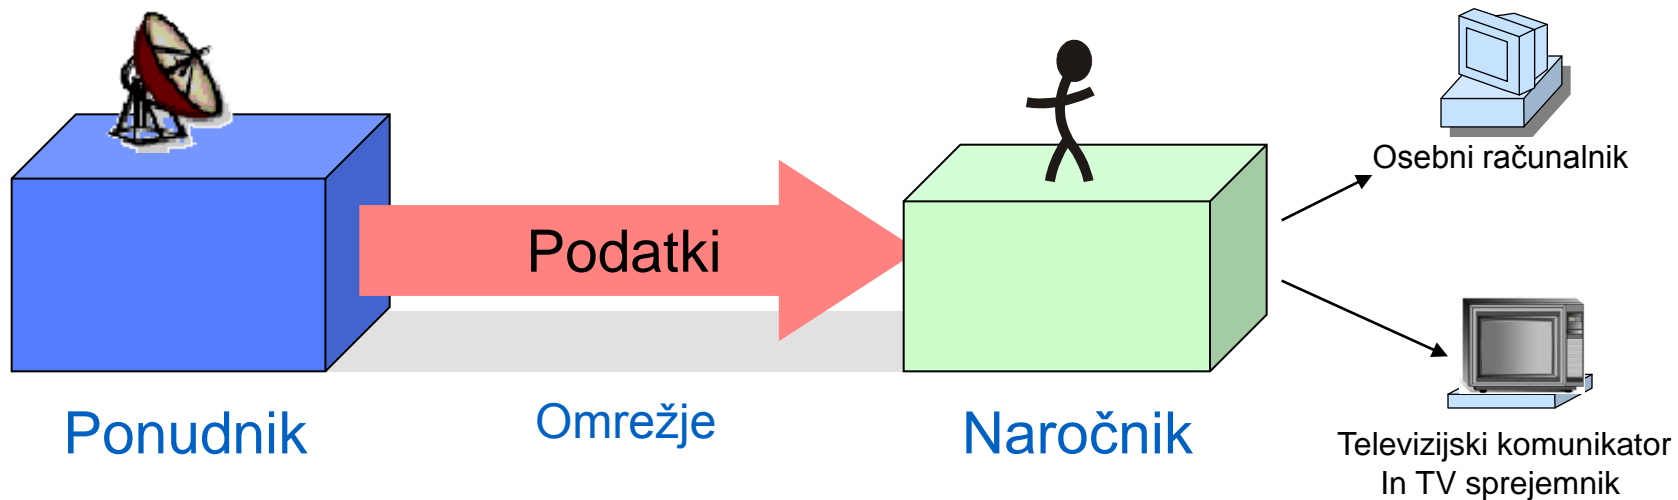 Osebni računalnik
Podatki
Ponudnik
Omrežje
Naročnik
Televizijski komunikator
In TV sprejemnik